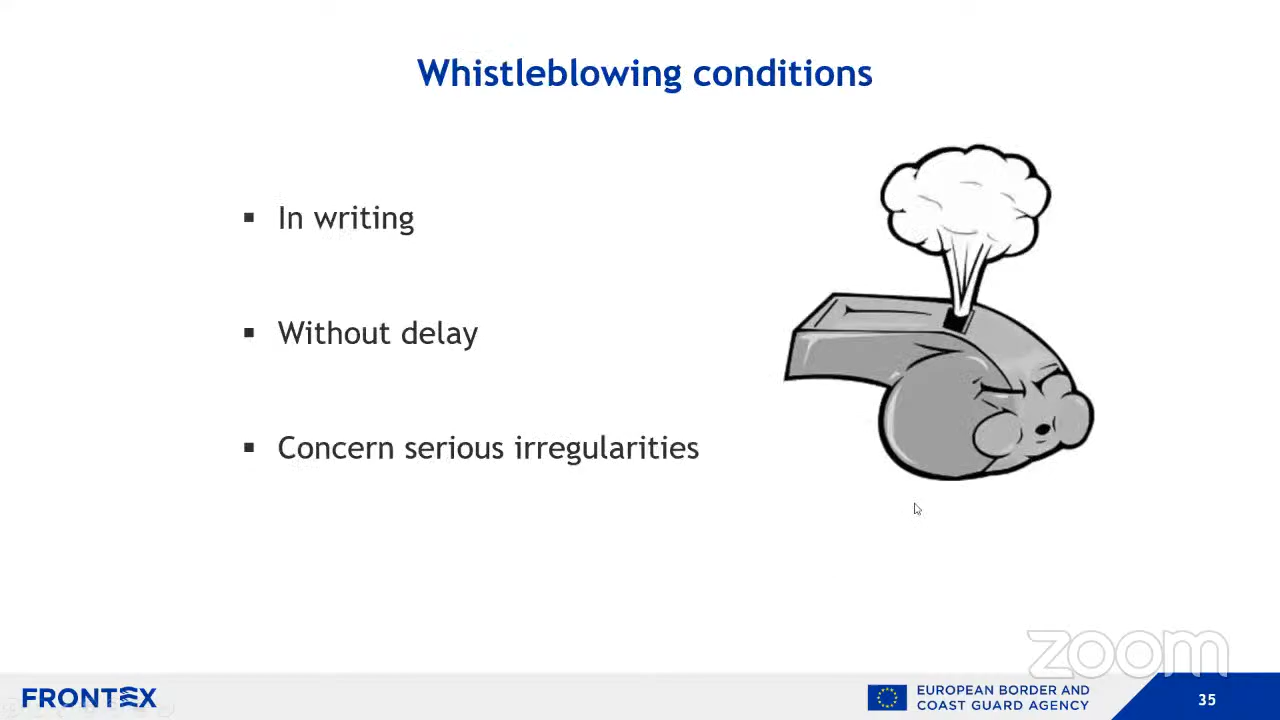 Whistleblowing conditions
▪ In writing
▪ Without delay
▪ Concern serious irregularities
zoom
FRONTEX
EUROPEAN BORDER AND
COAST GUARD AGENCY
35